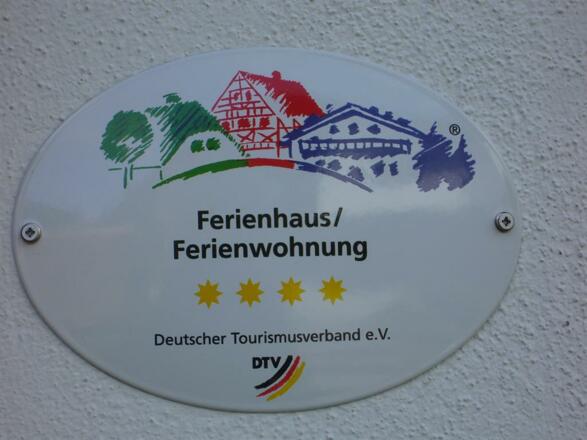 ®
Ferienhaus/
Ferienwohnung
Deutscher Tourismusverband e.V.
DTV